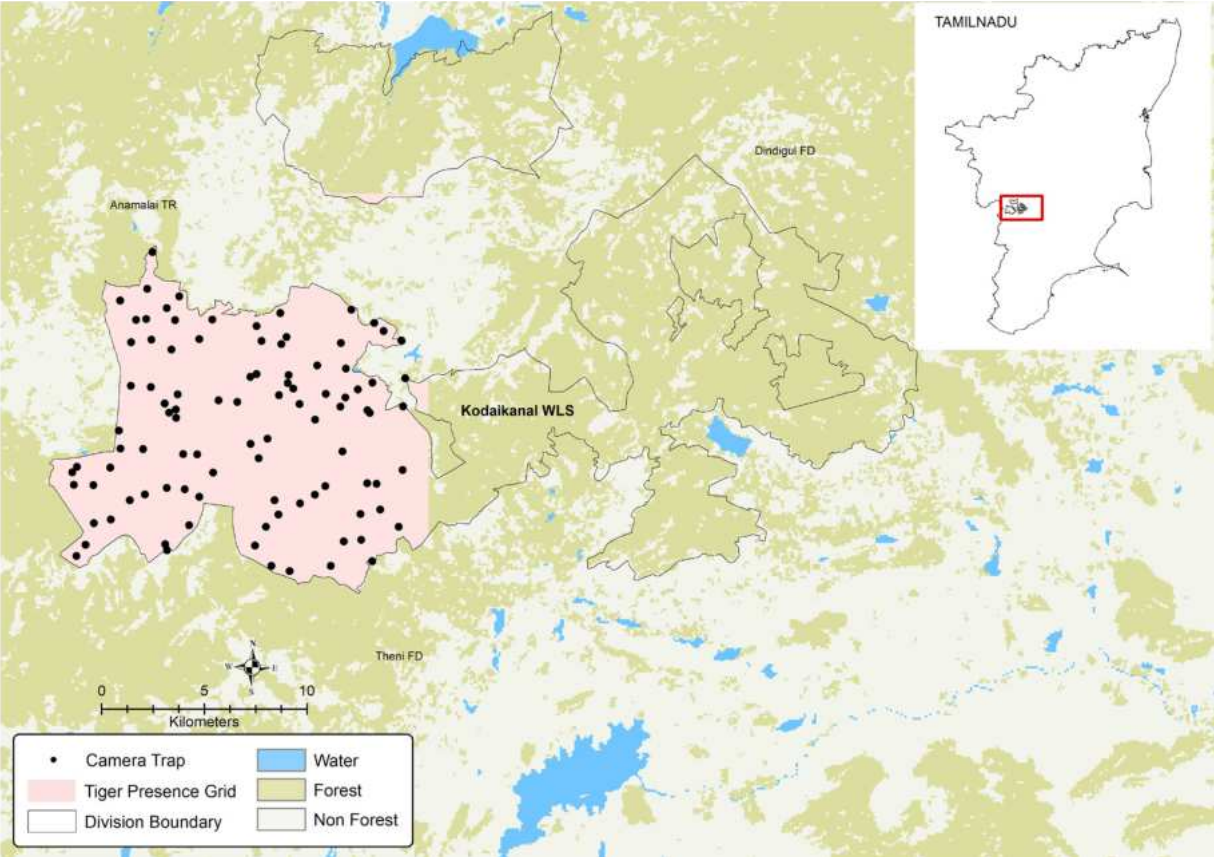 TAMILNADU
Dindigul FD
Anamalai TR
Kodaikanal WLS
Theni FD
N
W
E
S
0 5 10
Kilometers
Camera Trap
Tiger Presence Grid
Division Boundary
Water
Forest
Non Forest